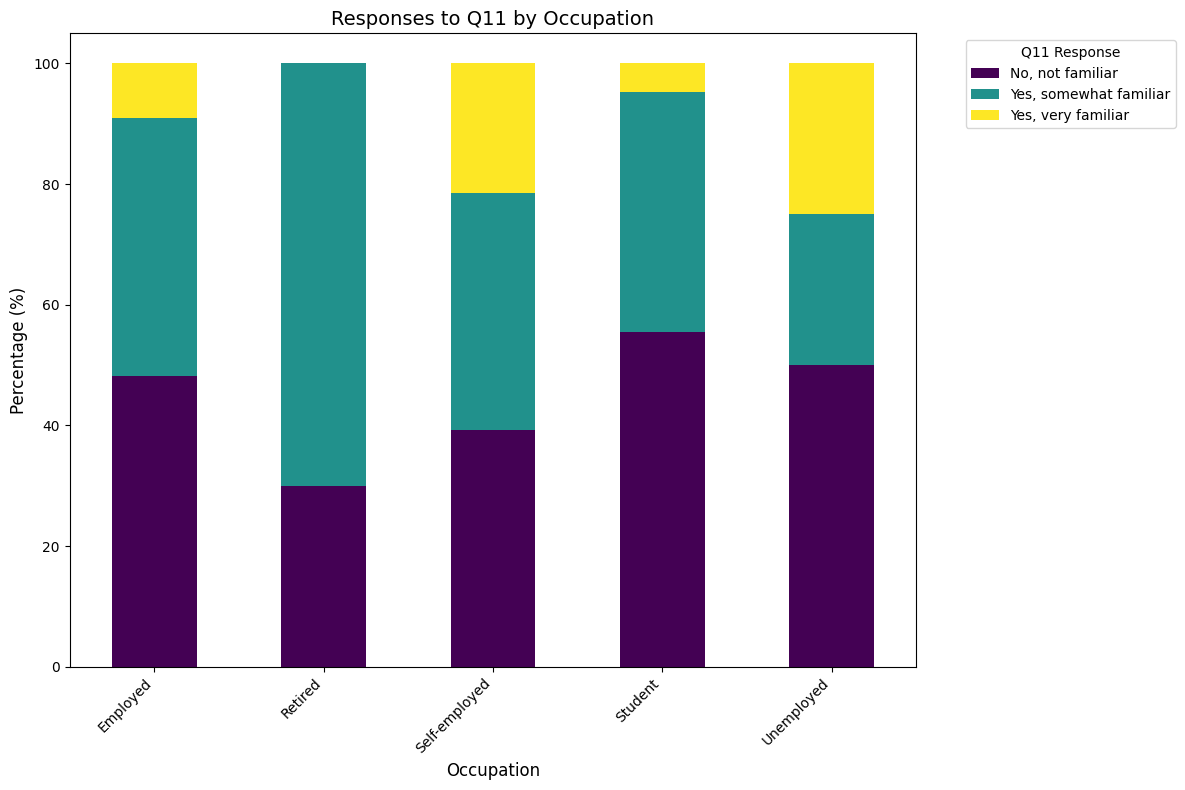 Responses to Q11 by Occupation
Q11 Response
No, not familiar
Yes, somewhat familiar
Yes, very familiar
Percentage (%)
100
80
60
40
20
0
Employed
Retired
Self-employed
Student
Unemployed
Occupation